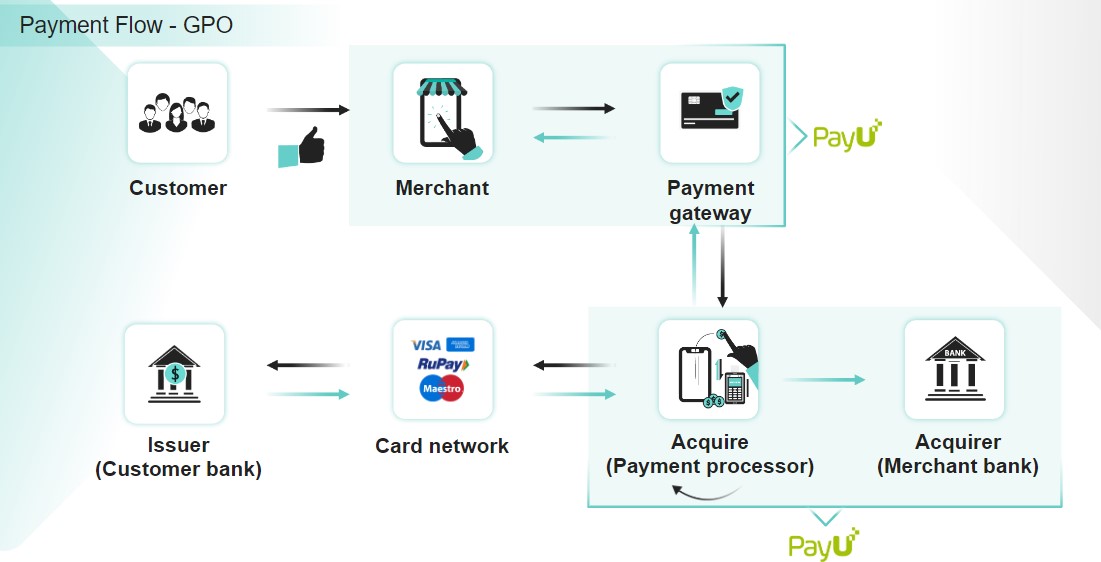 Payment Flow - GPO
Customer
Merchant
Payment
gateway
PayU
Issuer
(Customer bank)
VISA
RuPay
Maestro
Card network
Acquire
(Payment processor)
BANK
Acquirer
(Merchant bank)
PayU